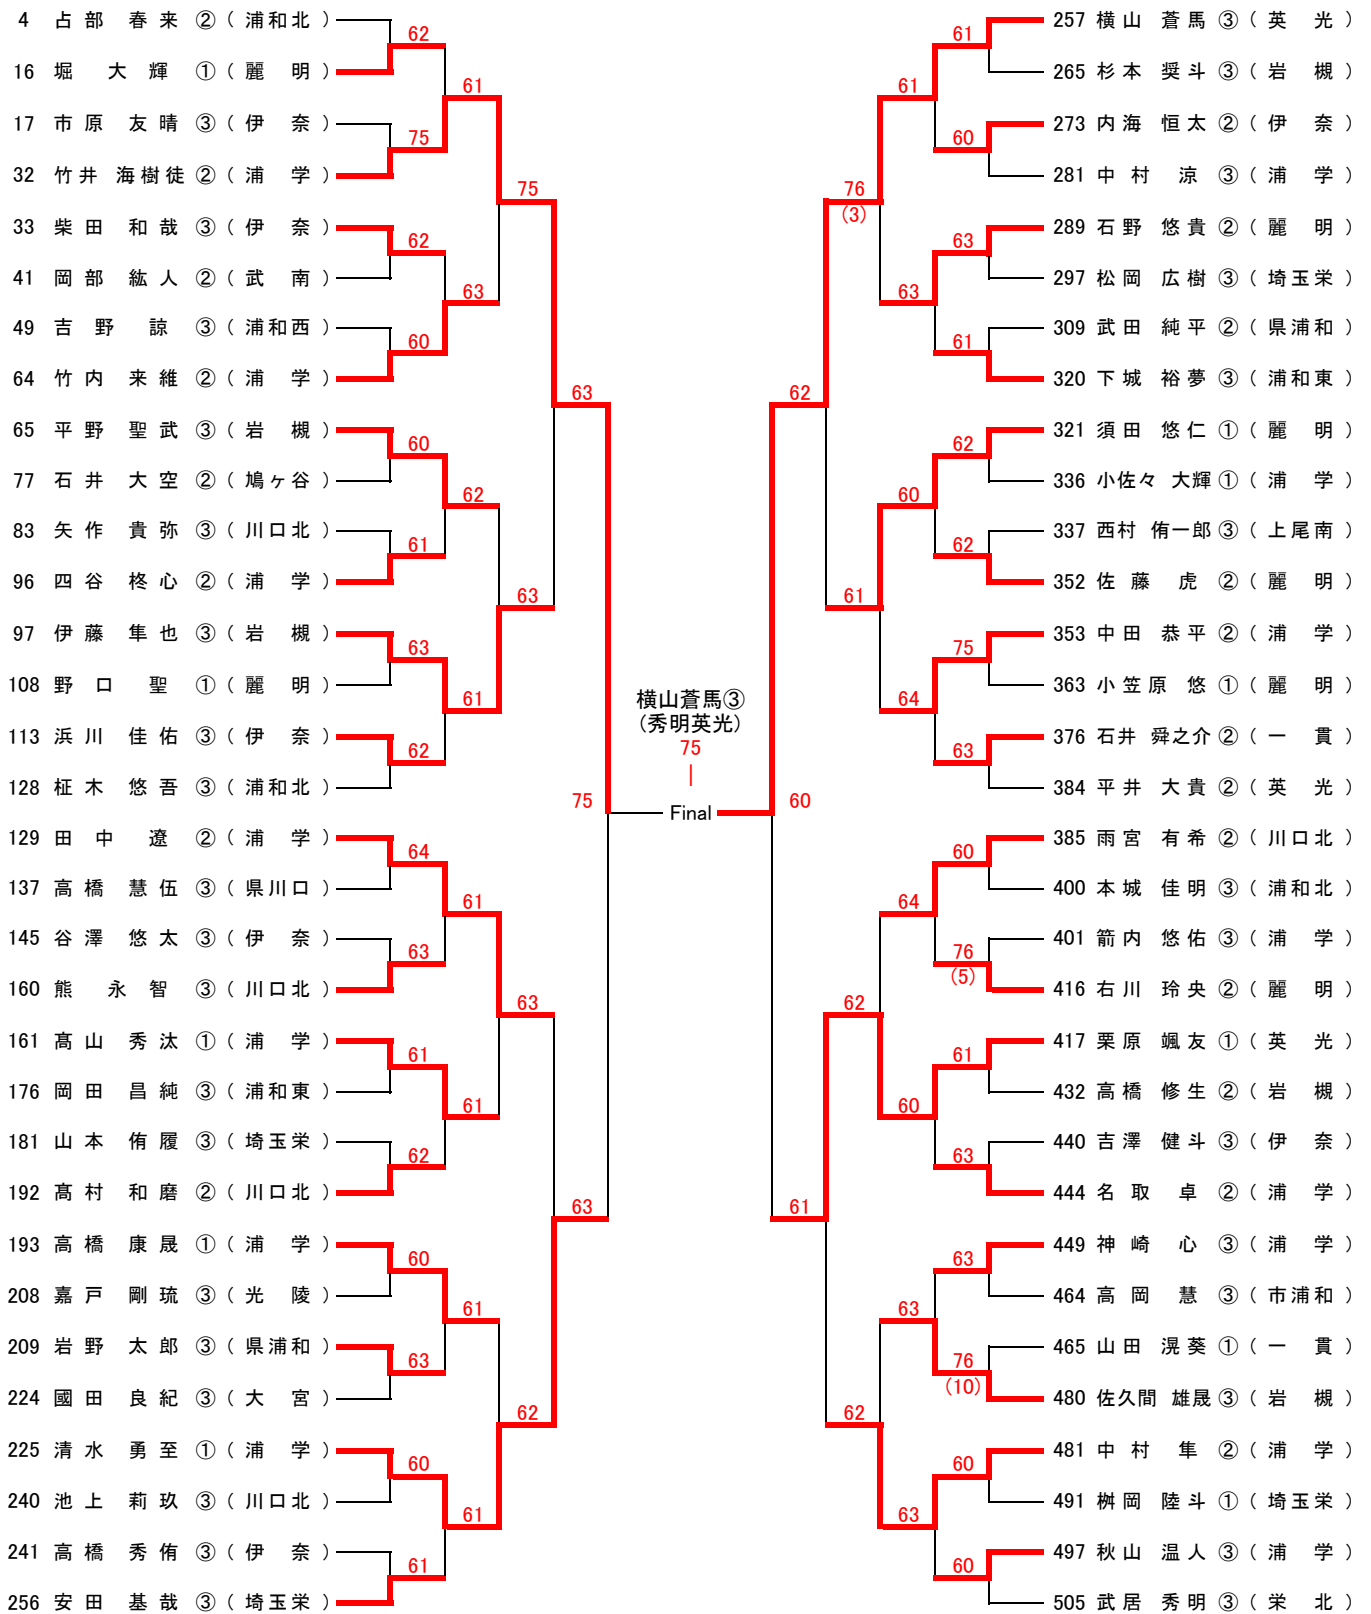 4 占部 春来 ② ( 浦和北 )
16 堀 大輝 ① ( 麗 明 )
17 市原 友晴 ③ ( 伊 奈 )
32 竹井 海樹徒 ② ( 浦 学 )
33 柴田 和哉 ③ ( 伊 奈 )
41 岡部 紘人 ② ( 武 南 )
49 吉野 諒 ③ ( 浦和西 )
64 竹内 来維 ② ( 浦 学 )
65 平野 聖武 ③ ( 岩 槻 )
77 石井 大空 ② ( 鳩ヶ谷 )
83 矢作 貴弥 ③ ( 川口北 )
96 四谷 柊心 ② ( 浦 学 )
97 伊藤 隼也 ③ ( 岩 槻 )
108 野口 聖 ① ( 麗 明 )
113 浜川 佳佑 ③ ( 伊 奈 )
128 柾木 悠吾 ③ ( 浦和北 )
129 田中 遼 ② ( 浦 学 )
137 高橋 慧伍 ③ ( 県川口 )
145 谷澤 悠太 ③ ( 伊 奈 )
160 熊 永智 ③ ( 川口北 )
161 髙山 秀汰 ① ( 浦 学 )
176 岡田 昌純 ③ ( 浦和東 )
181 山本 侑履 ③ ( 埼玉栄 )
192 髙村 和磨 ② ( 川口北 )
193 高橋 康晟 ① ( 浦 学 )
208 嘉戸 剛琉 ③ ( 光 陵 )
209 岩野 太郎 ③ ( 県浦和 )
224 國田 良紀 ③ ( 大 宮 )
225 清水 勇至 ① ( 浦 学 )
240 池上 莉玖 ③ ( 川口北 )
241 高橋 秀侑 ③ ( 伊 奈 )
256 安田 基哉 ③ ( 埼玉栄 )
62
75
62
60
60
61
63
62
64
63
61
62
60
63
60
61
61
63
62
61
61
61
61
61
75
63
63
62
63
63
75
横山蒼馬③
(秀明英光)
75
|
Final
60
62
61
76
(3)
61
62
62
61
63
60
64
64
60
63
63
61
60
63
61
62
62
75
63
60
76
(5)
61
63
63
76
(10)
60
60
257 横山 蒼馬 ③ ( 英 光 )
265 杉本 奨斗 ③ ( 岩 槻 )
273 内海 恒太 ② ( 伊 奈 )
281 中村 涼 ③ ( 浦 学 )
289 石野 悠貴 ② ( 麗 明 )
297 松岡 広樹 ③ ( 埼玉栄 )
309 武田 純平 ② ( 県浦和 )
320 下城 裕夢 ③ ( 浦和東 )
321 須田 悠仁 ① ( 麗 明 )
336 小佐々 大輝 ① ( 浦 学 )
337 西村 侑一郎 ③ ( 上尾南 )
352 佐藤 虎 ② ( 麗 明 )
353 中田 恭平 ② ( 浦 学 )
363 小笠原 悠 ① ( 麗 明 )
376 石井 舜之介 ② ( 一 貫 )
384 平井 大貴 ② ( 英 光 )
385 雨宮 有希 ② ( 川口北 )
400 本城 佳明 ③ ( 浦和北 )
401 箭内 悠佑 ③ ( 浦 学 )
416 右川 玲央 ② ( 麗 明 )
417 栗原 颯友 ① ( 英 光 )
432 高橋 修生 ② ( 岩 槻 )
440 吉澤 健斗 ③ ( 伊 奈 )
444 名取 卓 ② ( 浦 学 )
449 神崎 心 ③ ( 浦 学 )
464 高岡 慧 ③ ( 市浦和 )
465 山田 滉葵 ① ( 一 貫 )
480 佐久間 雄晟 ③ ( 岩 槻 )
481 中村 隼 ② ( 浦 学 )
491 桝岡 陸斗 ① ( 埼玉栄 )
497 秋山 温人 ③ ( 浦 学 )
505 武居 秀明 ③ ( 栄 北 )